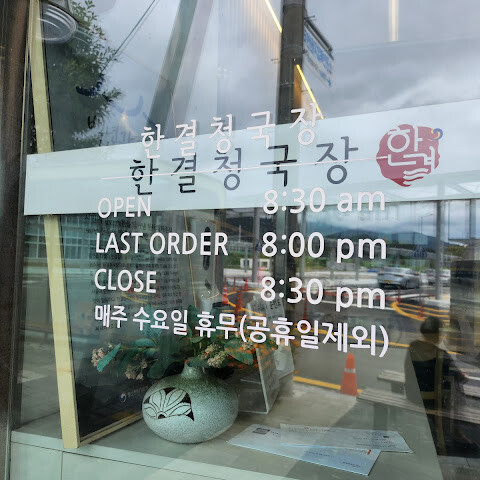 한결청국장
한결청국장 한결
OPEN 8:30 am
LAST ORDER 8:00 pm
CLOSE 8:30 pm
매주 수요일 휴무(공휴일제외)